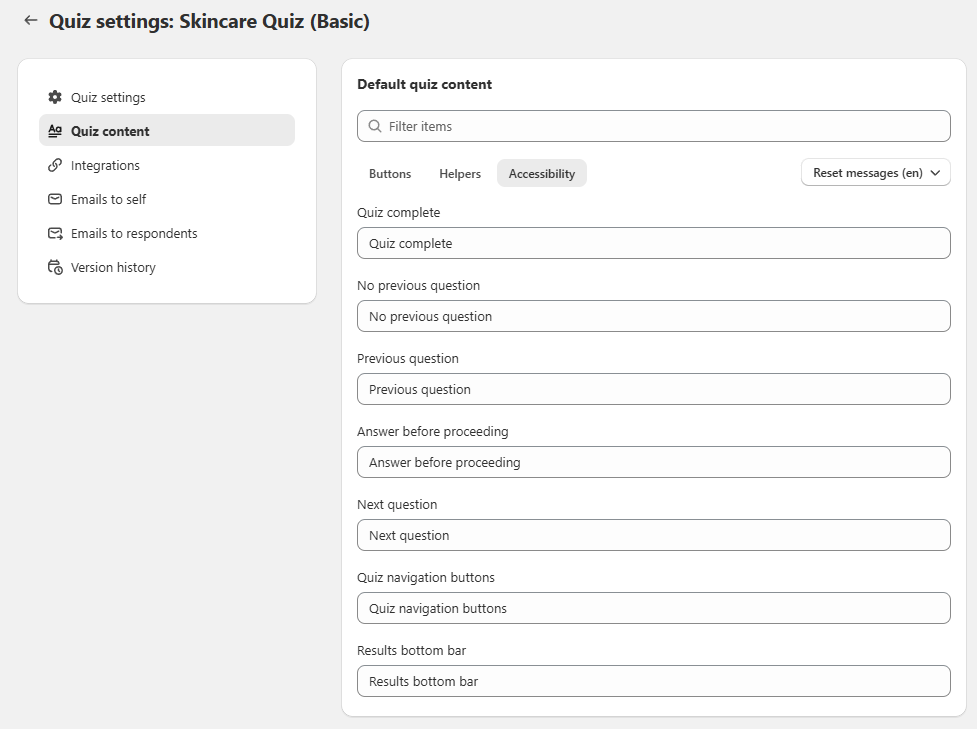 Quiz settings: Skincare Quiz (Basic)
Quiz settings
Quiz content
Integrations
Emails to self
Emails to respondents
Version history
Default quiz content
Filter items
Buttons Helpers Accessibility Reset messages (en)
Quiz complete
Quiz complete
No previous question
No previous question
Previous question
Previous question
Answer before proceeding
Answer before proceeding
Next question
Next question
Quiz navigation buttons
Quiz navigation buttons
Results bottom bar
Results bottom bar